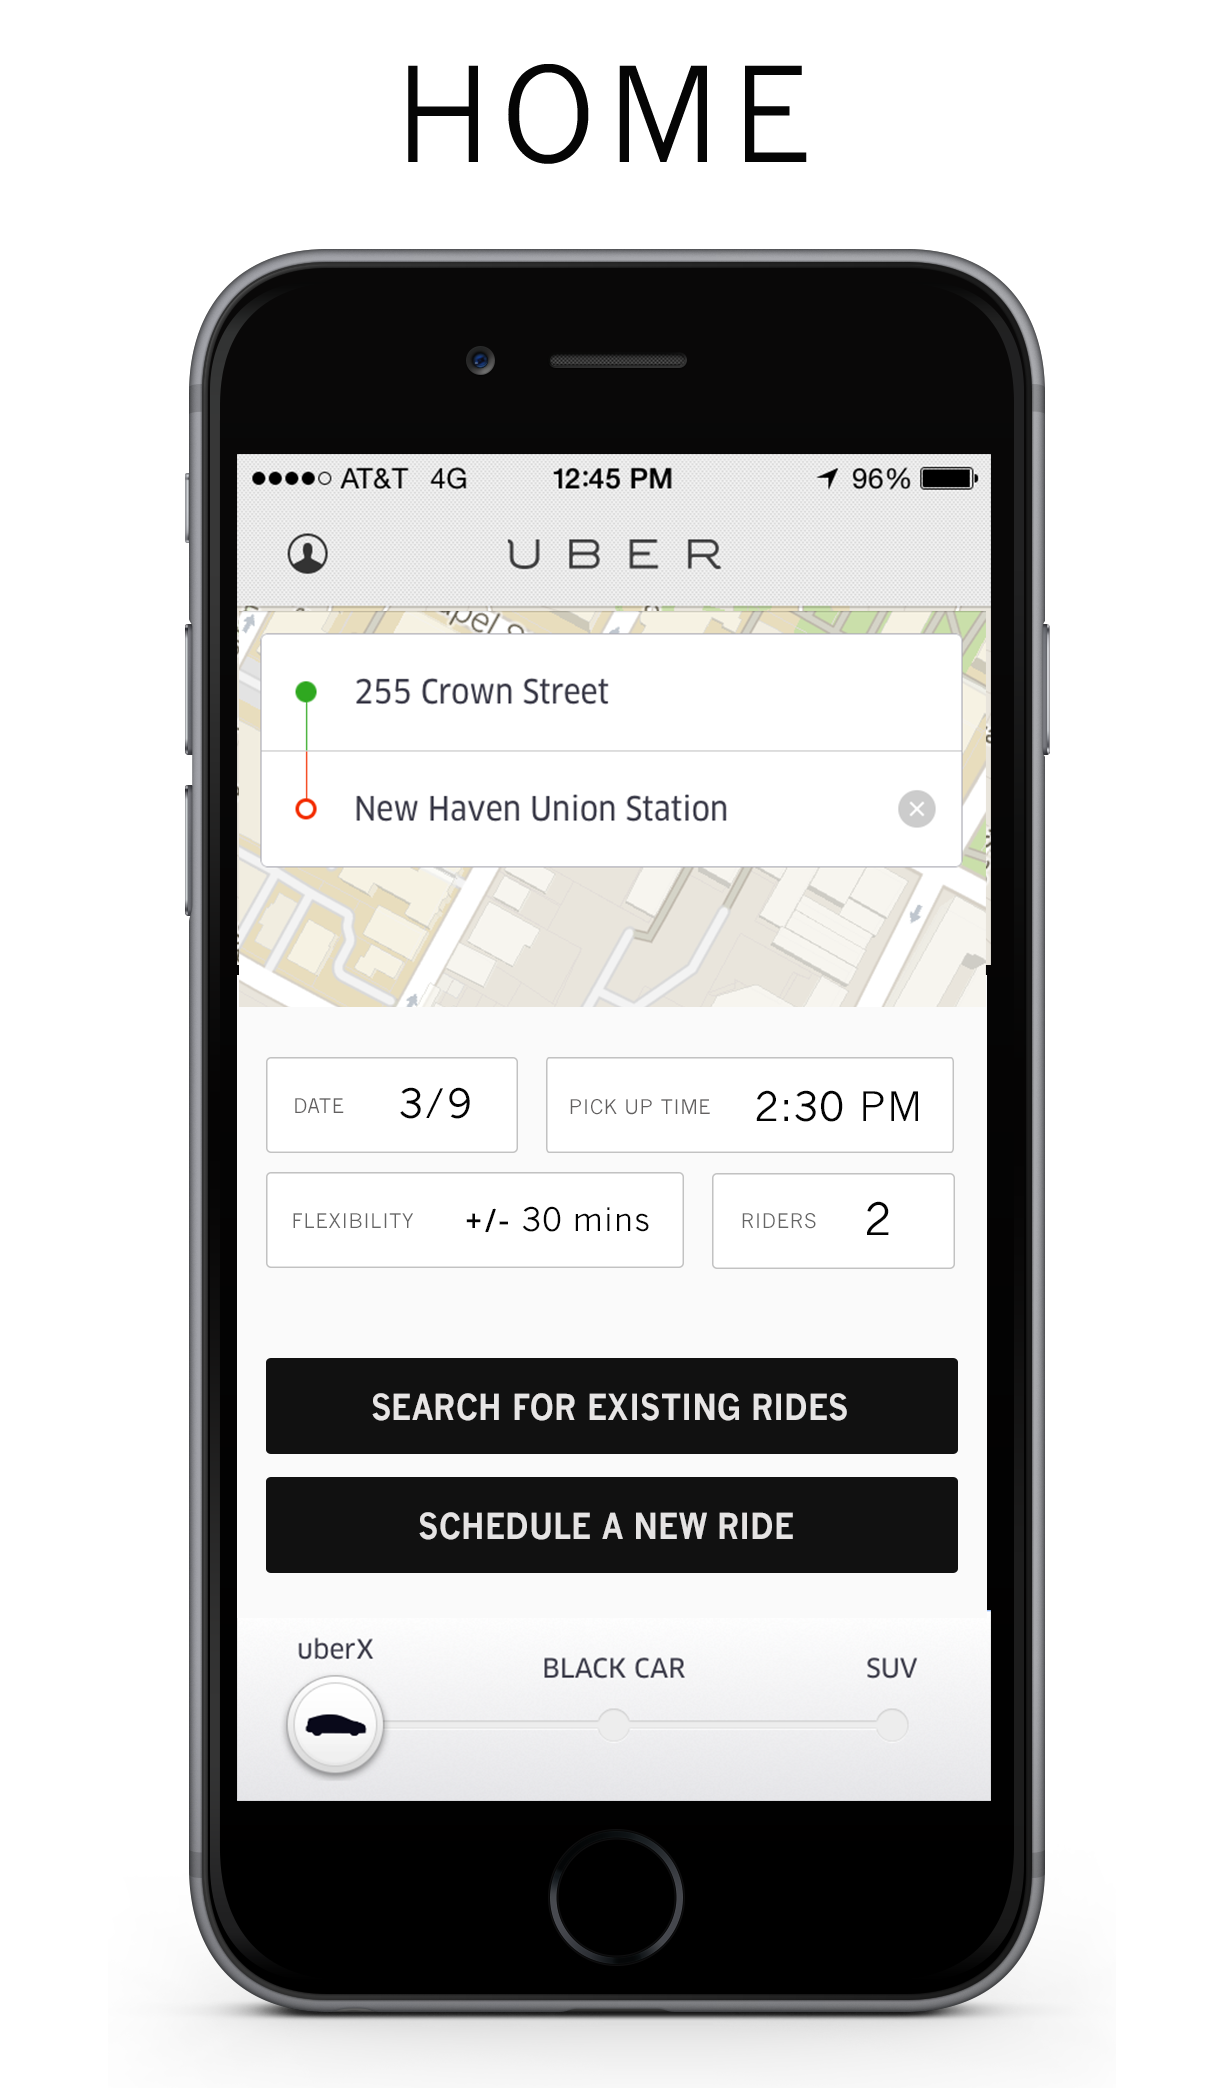 HOME
AT&T 4G 12:45 PM 96%
UBER
255 Crown Street
New Haven Union Station
DATE 3/9 PICK UP TIME 2:30 PM
FLEXIBILITY +/- 30 mins RIDERS 2
SEARCH FOR EXISTING RIDES
SCHEDULE A NEW RIDE
uberX BLACK CAR SUV